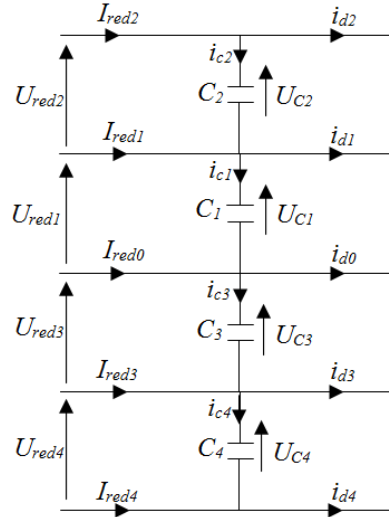 I_red2 i_d2
i_c2
U_red2 C_2 U_C2
I_red1 i_d1
i_c1
U_red1 C_1 U_C1
I_red0 i_d0
i_c3
U_red3 C_3 U_C3
I_red3 i_d3
i_c4
U_red4 C_4 U_C4
I_red4 i_d4